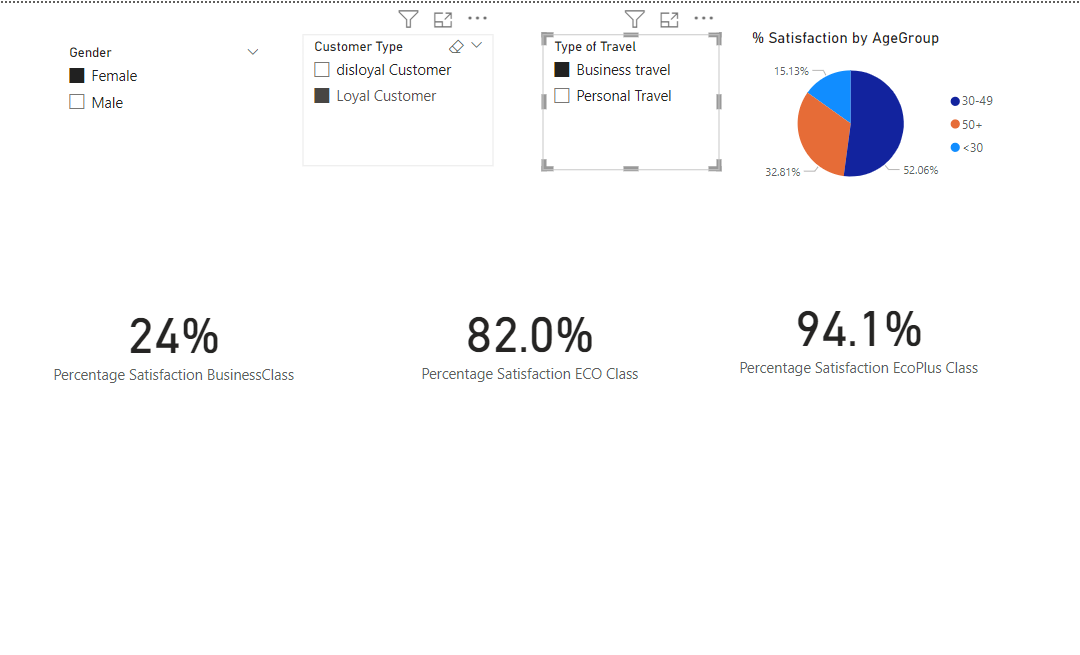 Gender
Female
Male
Customer Type
disloyal Customer
Loyal Customer
Type of Travel
Business travel
Personal Travel
% Satisfaction by AgeGroup
15.13%
32.81%
52.06%
30-49
50+
<30
24%
Percentage Satisfaction BusinessClass
82.0%
Percentage Satisfaction ECO Class
94.1%
Percentage Satisfaction EcoPlus Class